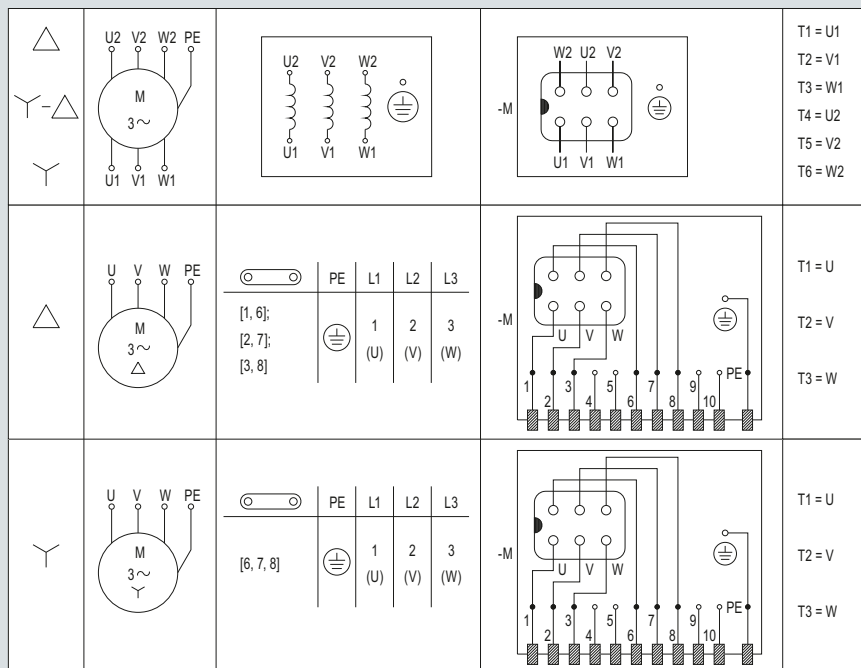 U2 V2 W2 PE
M
3
U1 V1 W1
U2 V2 W2
U1 V1 W1
W2 U2 V2
-M
U1 V1 W1
T1 = U1
T2 = V1
T3 = W1
T4 = U2
T5 = V2
T6 = W2
U V W PE
M
3
PE L1 L2 L3
[1, 6];
[2, 7];
[3, 8]
1 2 3
(U) (V) (W)
-M
U V W
1 2 3 4 5 6 7 8 9 10 PE
T1 = U
T2 = V
T3 = W
U V W PE
M
3
PE L1 L2 L3
[6, 7, 8]
1 2 3
(U) (V) (W)
-M
U V W
1 2 3 4 5 6 7 8 9 10 PE
T1 = U
T2 = V
T3 = W